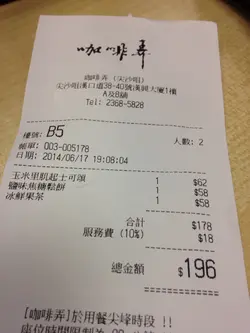 咖啡弄
咖啡弄 (尖沙咀)
尖沙咀漢口道38-40號漢興大廈1樓
A及B舖
Tel: 2368-5828
檯號: B5
人數: 2
帳單: 003-005178
日期: 2014/06/17 19:08:04
玉米里肌起士可頌 1 $62
鹽味焦糖鬆餅 1 $58
冰鮮果茶 1 $58
合計 $178
服務費 (10%) $18
總金額 $196
[咖啡弄]於用餐尖峰時段 !!